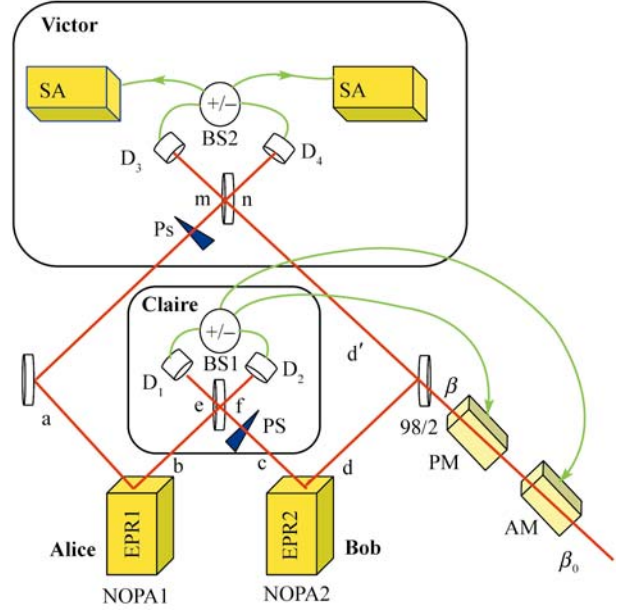 Victor
SA
+/−
SA
BS2
D3
D4
m
n
Ps
Claire
+/−
BS1
D1
D2
d′
e
f
β
a
PS
98/2
b
c
d
PM
EPR1
EPR2
AM
Alice
Bob
β0
NOPA1
NOPA2